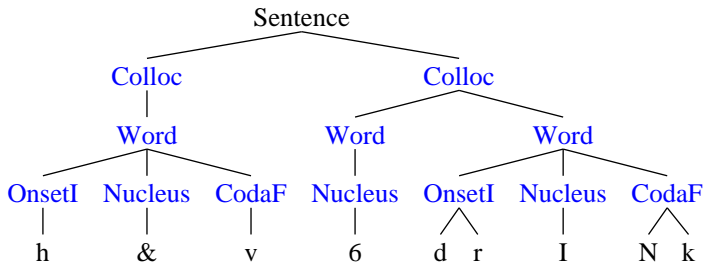 Sentence
Colloc Colloc
Word Word Word
OnsetI Nucleus CodaF Nucleus OnsetI Nucleus CodaF
h & v 6 d r I N k